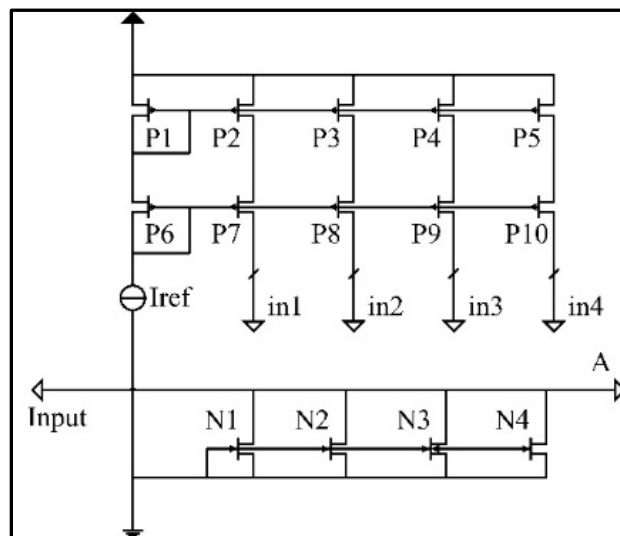 P1 P2 P3 P4 P5
P6 P7 P8 P9 P10
Iref
in1 in2 in3 in4
A
Input
N1 N2 N3 N4